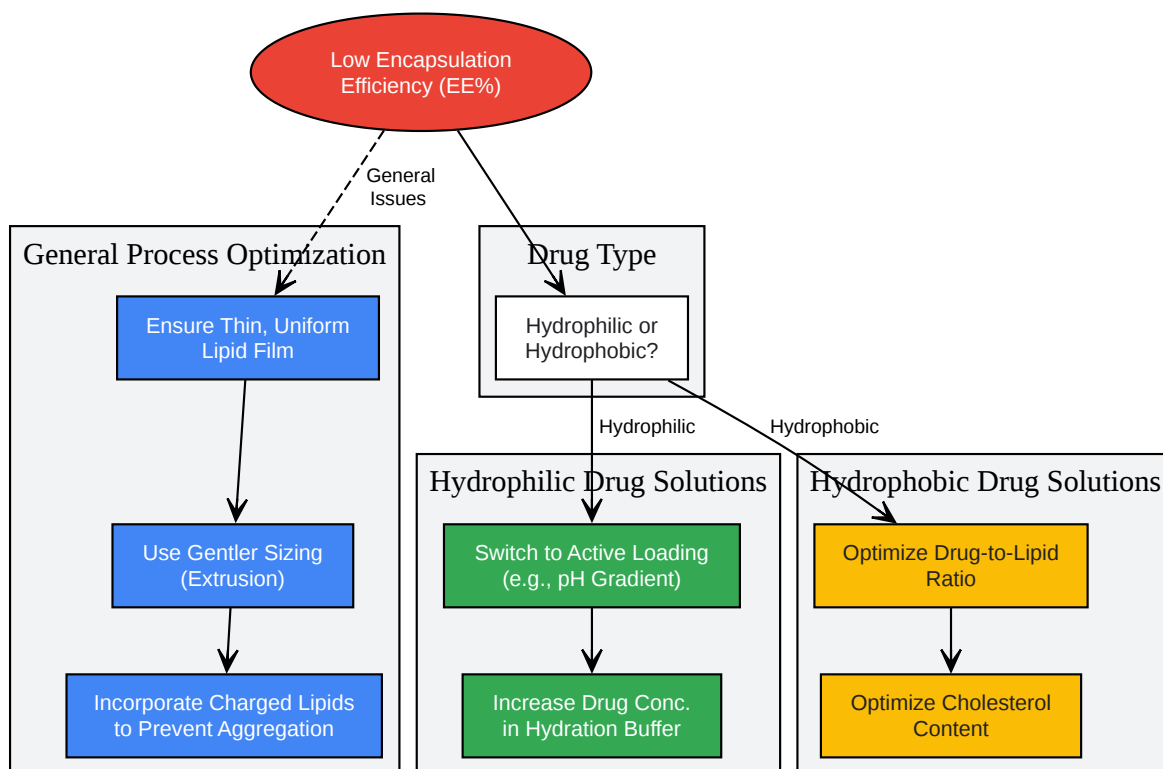 Low Encapsulation
Efficiency (EE%)
General
Issues
General Process Optimization
Drug Type
Ensure Thin, Uniform
Lipid Film
Hydrophilic or
Hydrophobic?
Hydrophilic
Hydrophobic
Hydrophilic Drug Solutions
Hydrophobic Drug Solutions
Use Gentler Sizing
(Extrusion)
Switch to Active Loading
(e.g., pH Gradient)
Optimize Drug-to-Lipid
Ratio
Incorporate Charged Lipids
to Prevent Aggregation
Increase Drug Conc.
in Hydration Buffer
Optimize Cholesterol
Content